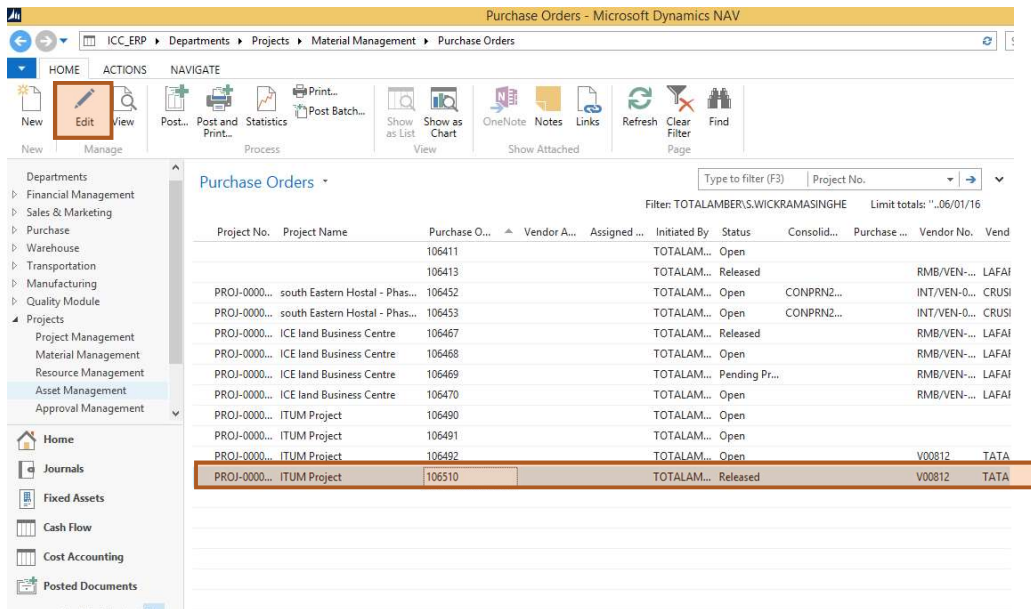 Purchase Orders - Microsoft Dynamics NAV
ICC_ERP Departments Projects Material Management Purchase Orders
HOME ACTIONS NAVIGATE
New Edit View Post... Post and Print... Statistics Print... Post Batch... Show as List Show as Chart OneNote Notes Links Refresh Clear Filter Find
New Manage Process View Show Attached Page
Departments
Financial Management
Sales & Marketing
Purchase
Warehouse
Transportation
Manufacturing
Quality Module
Projects
Project Management
Material Management
Resource Management
Asset Management
Approval Management
Home
Journals
Fixed Assets
Cash Flow
Cost Accounting
Posted Documents
Purchase Orders
Type to filter (F3) Project No.
Filter: TOTALAMBER\S.WICKRAMASINGHE Limit totals: ''..06/01/16
Project No. Project Name Purchase O... Vendor A... Assigned ... Initiated By Status Consolid... Purchase ... Vendor No. Vend
106411 TOTALAM... Open
106413 TOTALAM... Released RMB/VEN-... LAFAF
PROJ-0000... south Eastern Hostal - Phas... 106452 TOTALAM... Open CONPRN2... INT/VEN-0... CRUSI
PROJ-0000... south Eastern Hostal - Phas... 106453 TOTALAM... Open CONPRN2... INT/VEN-0... CRUSI
PROJ-0000... ICE land Business Centre 106467 TOTALAM... Released RMB/VEN-... LAFAF
PROJ-0000... ICE land Business Centre 106468 TOTALAM... Open RMB/VEN-... LAFAF
PROJ-0000... ICE land Business Centre 106469 TOTALAM... Pending Pr... RMB/VEN-... LAFAF
PROJ-0000... ICE land Business Centre 106470 TOTALAM... Open RMB/VEN-... LAFAF
PROJ-0000... ITUM Project 106490 TOTALAM... Open
PROJ-0000... ITUM Project 106491 TOTALAM... Open
PROJ-0000... ITUM Project 106492 TOTALAM... Open V00812 TATA
PROJ-0000... ITUM Project 106510 TOTALAM... Released V00812 TATA